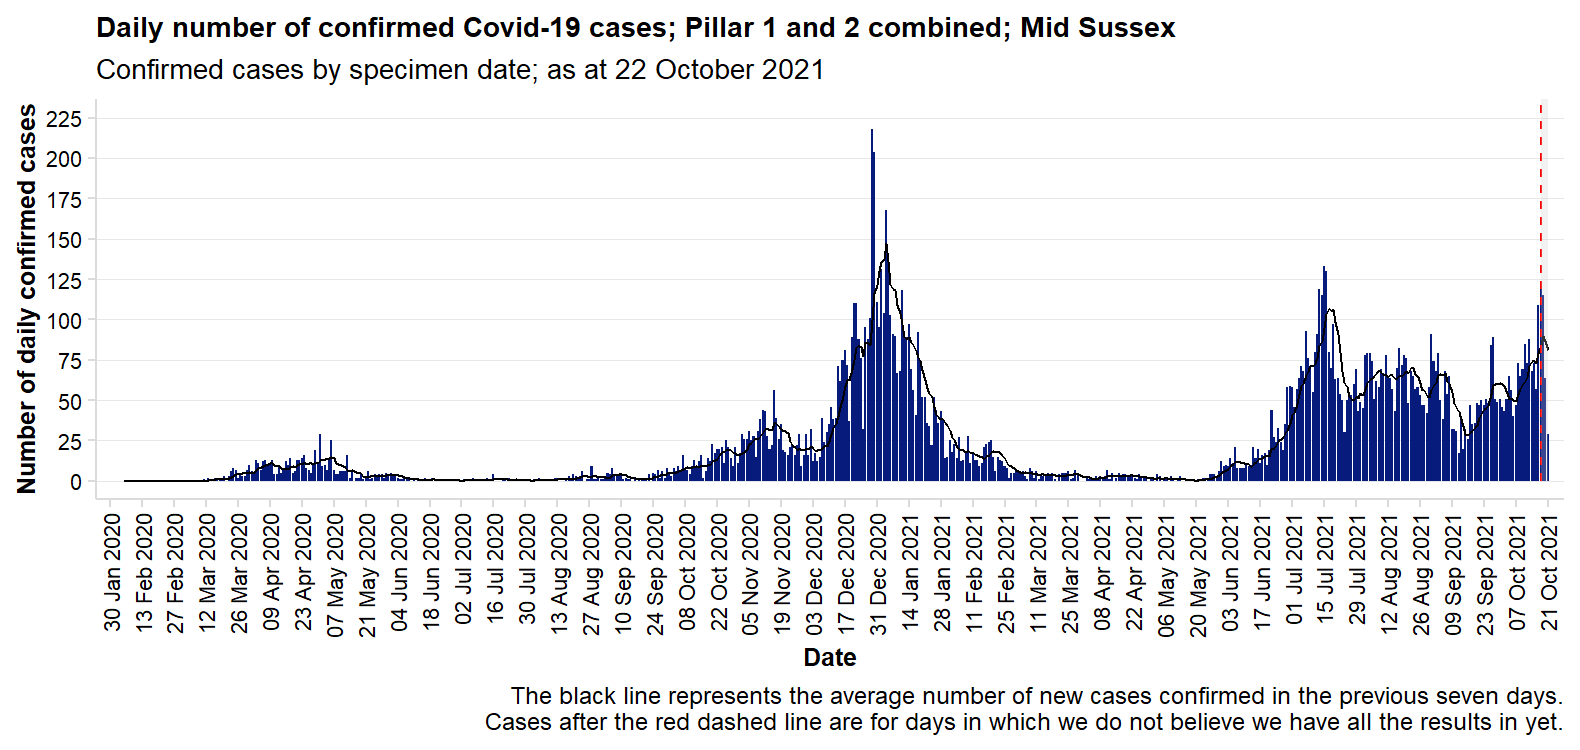 Daily number of confirmed Covid-19 cases; Pillar 1 and 2 combined; Mid Sussex
Confirmed cases by specimen date; as at 22 October 2021
Number of daily confirmed cases
225
200
175
150
125
100
75
50
25
0
30 Jan 2020
13 Feb 2020
27 Feb 2020
12 Mar 2020
26 Mar 2020
09 Apr 2020
23 Apr 2020
07 May 2020
21 May 2020
04 Jun 2020
18 Jun 2020
02 Jul 2020
16 Jul 2020
30 Jul 2020
13 Aug 2020
27 Aug 2020
10 Sep 2020
24 Sep 2020
08 Oct 2020
22 Oct 2020
05 Nov 2020
19 Nov 2020
03 Dec 2020
17 Dec 2020
31 Dec 2020
14 Jan 2021
28 Jan 2021
11 Feb 2021
25 Feb 2021
11 Mar 2021
25 Mar 2021
08 Apr 2021
22 Apr 2021
06 May 2021
20 May 2021
03 Jun 2021
17 Jun 2021
01 Jul 2021
15 Jul 2021
29 Jul 2021
12 Aug 2021
26 Aug 2021
09 Sep 2021
23 Sep 2021
07 Oct 2021
21 Oct 2021
Date
The black line represents the average number of new cases confirmed in the previous seven days.
Cases after the red dashed line are for days in which we do not believe we have all the results in yet.